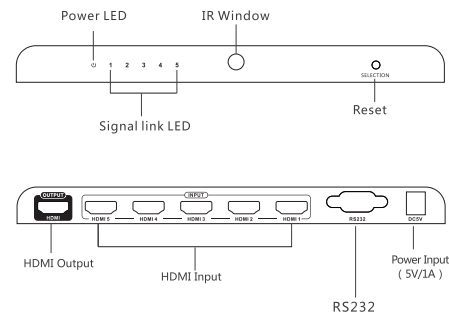 Power LED
IR Window
1 2 3 4 5
SELECTION
Signal link LED
Reset
OUTPUT
INPUT
HDMI
HDMI 5
HDMI 4
HDMI 3
HDMI 2
HDMI 1
RS232
DC5V
HDMI Output
HDMI Input
Power Input
( 5V/1A )
RS232